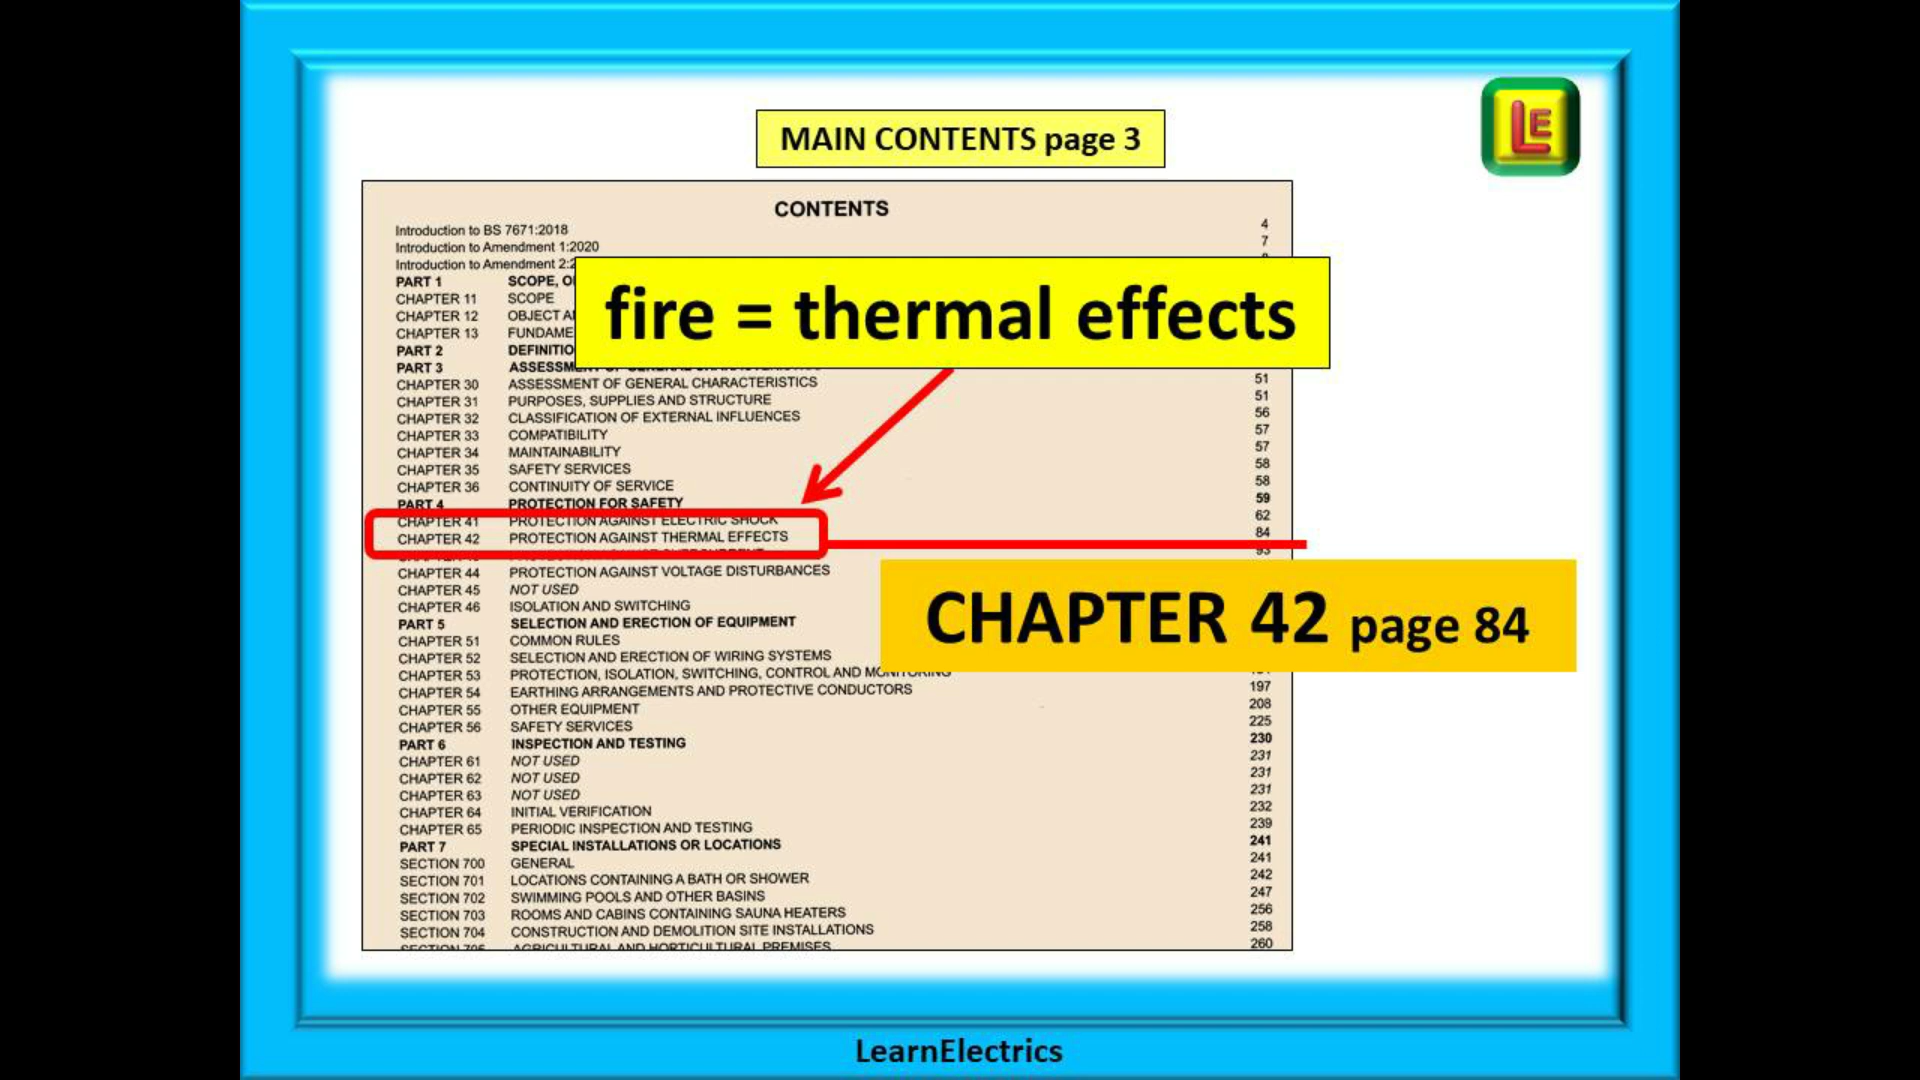 MAIN CONTENTS page 3
LE
CONTENTS
Introduction to BS 7671:2018 4
Introduction to Amendment 1:2020 7
Introduction to Amendment
PART 1 SCOPE,
CHAPTER 11 SCOPE
CHAPTER 12 OBJECT
CHAPTER 13
PART 2
PART 3
fire = thermal effects
CHAPTER 30 ASSESSMENT OF GENERAL CHARACTERISTICS 51
CHAPTER 31 PURPOSES, SUPPLIES AND STRUCTURE 51
CHAPTER 32 CLASSIFICATION OF EXTERNAL INFLUENCES 56
CHAPTER 33 COMPATIBILITY 57
CHAPTER 34 MAINTAINABILITY 57
CHAPTER 35 SAFETY SERVICES 58
CHAPTER 36 CONTINUITY OF SERVICE 58
PART 4 PROTECTION FOR SAFETY 59
CHAPTER 41 PROTECTION AGAINST ELECTRIC SHOCK 62
CHAPTER 42 PROTECTION AGAINST THERMAL EFFECTS 84
93
CHAPTER 44 PROTECTION AGAINST VOLTAGE DISTURBANCES
CHAPTER 45 NOT USED
CHAPTER 46 ISOLATION AND SWITCHING
PART 5 SELECTION AND ERECTION OF EQUIPMENT
CHAPTER 51 COMMON RULES
CHAPTER 52 SELECTION AND ERECTION OF WIRING SYSTEMS
CHAPTER 42 page 84
CHAPTER 53 PROTECTION, ISOLATION, SWITCHING, CONTROL AND MONITORING
CHAPTER 54 EARTHING ARRANGEMENTS AND PROTECTIVE CONDUCTORS 197
CHAPTER 55 OTHER EQUIPMENT 208
CHAPTER 56 SAFETY SERVICES 225
PART 6 INSPECTION AND TESTING 230
CHAPTER 61 NOT USED 231
CHAPTER 62 NOT USED 231
CHAPTER 63 NOT USED 231
CHAPTER 64 INITIAL VERIFICATION 232
CHAPTER 65 PERIODIC INSPECTION AND TESTING 239
PART 7 SPECIAL INSTALLATIONS OR LOCATIONS 241
SECTION 700 GENERAL 241
SECTION 701 LOCATIONS CONTAINING A BATH OR SHOWER 242
SECTION 702 SWIMMING POOLS AND OTHER BASINS 247
SECTION 703 ROOMS AND CABINS CONTAINING SAUNA HEATERS 256
SECTION 704 CONSTRUCTION AND DEMOLITION SITE INSTALLATIONS 258
SECTION 705 AGRICULTURAL AND HORTICULTURAL PREMISES 260
LearnElectrics